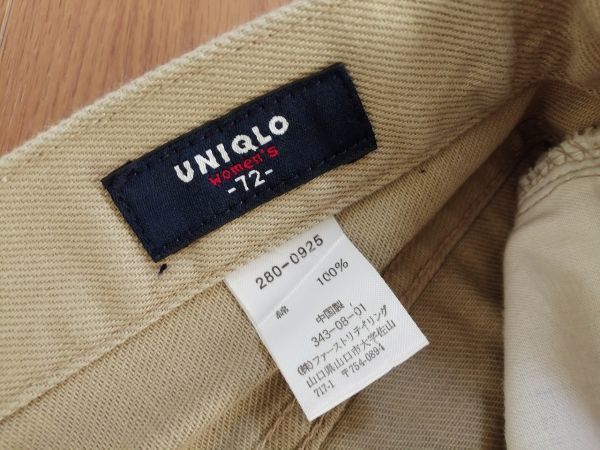 UNIQLO
women's
-72-
280-0925
綿 100%
中国製
343-08-01
(株)ファーストリテイリング
山口県山口市大字佐山
717-1 〒754-0894